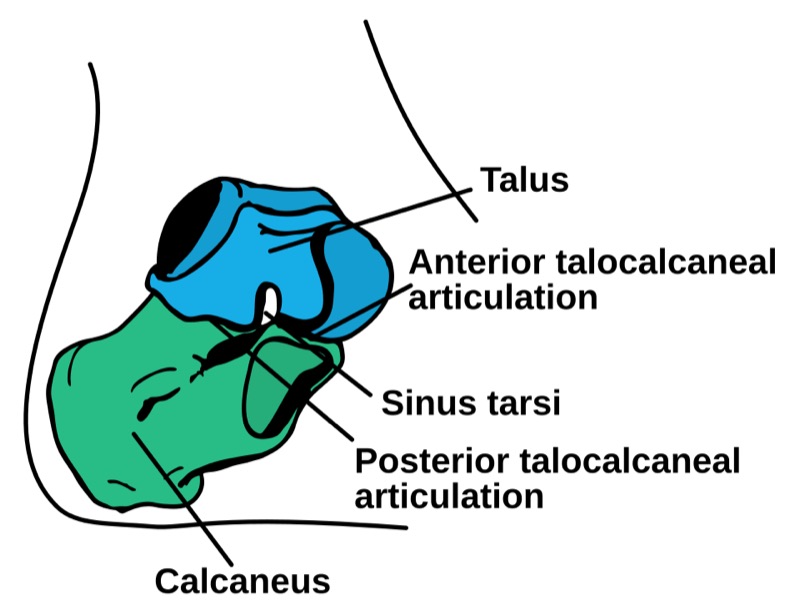 Talus
Anterior talocalcaneal
articulation
Sinus tarsi
Posterior talocalcaneal
articulation
Calcaneus